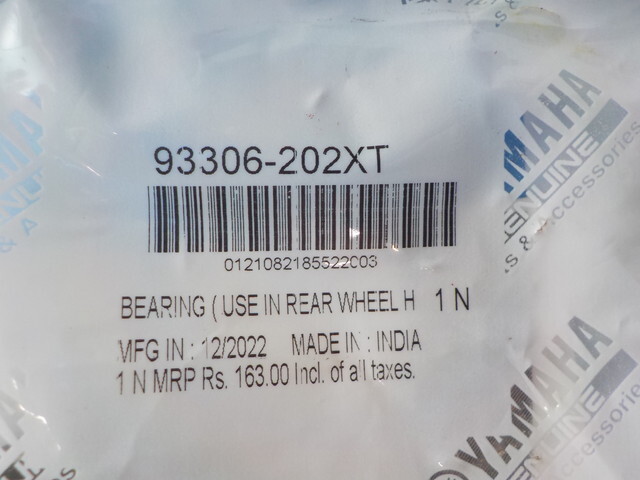 93306-202XT
0121082185522003
BEARING ( USE IN REAR WHEEL H 1 N
MFG IN : 12/2022 MADE IN : INDIA
1 N MRP Rs. 163.00 Incl. of all taxes.
YAMAHA
GENUINE
s & Accessories
& A
YAMAHA
GENUINE
ccessories